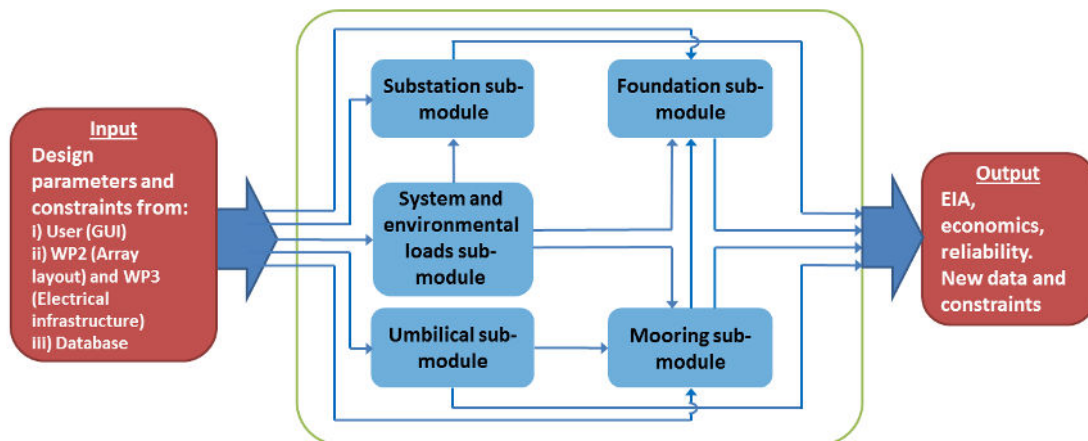 Input
Design
parameters and
constraints from:
i) User (GUI)
ii) WP2 (Array
layout) and WP3
(Electrical
infrastructure)
iii) Database
Substation sub-
module
System and
environmental
loads sub-
module
Umbilical sub-
module
Foundation sub-
module
Mooring sub-
module
Output
EIA,
economics,
reliability.
New data and
constraints